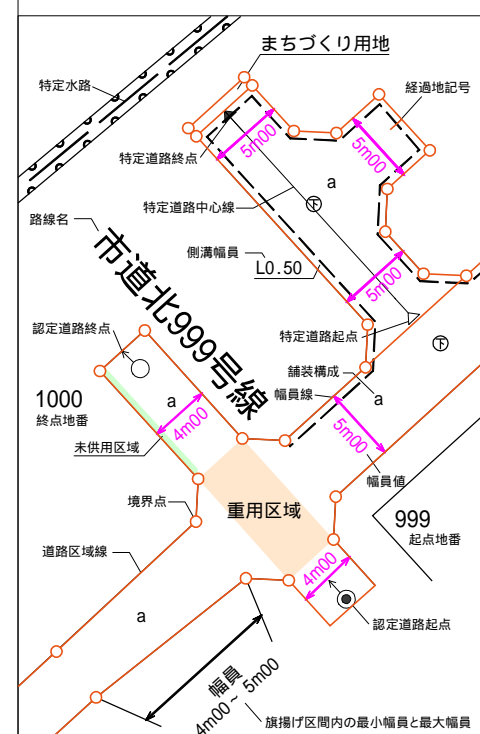 まちづくり用地
特定水路
経過地記号
5m00
5m00
特定道路終点
a
特定道路中心線
下
路線名
側溝幅員
L0.50
市道北999号線
5m00
認定道路終点
特定道路起点
下
舗装構成
1000
終点地番
a
幅員線
a
4m00
5m00
未供用区域
幅員値
境界点
重用区域
999
起点地番
道路区域線
4m00
a
認定道路起点
幅員
4m00~5m00
旗揚げ区間内の最小幅員と最大幅員